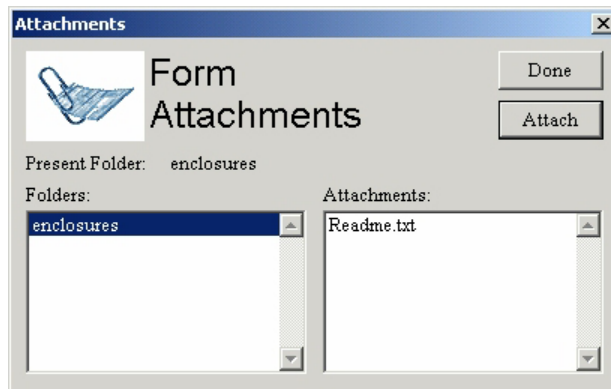 Attachments
Form
Attachments
Done
Attach
Present Folder: enclosures
Folders:
Attachments:
enclosures
Readme.txt